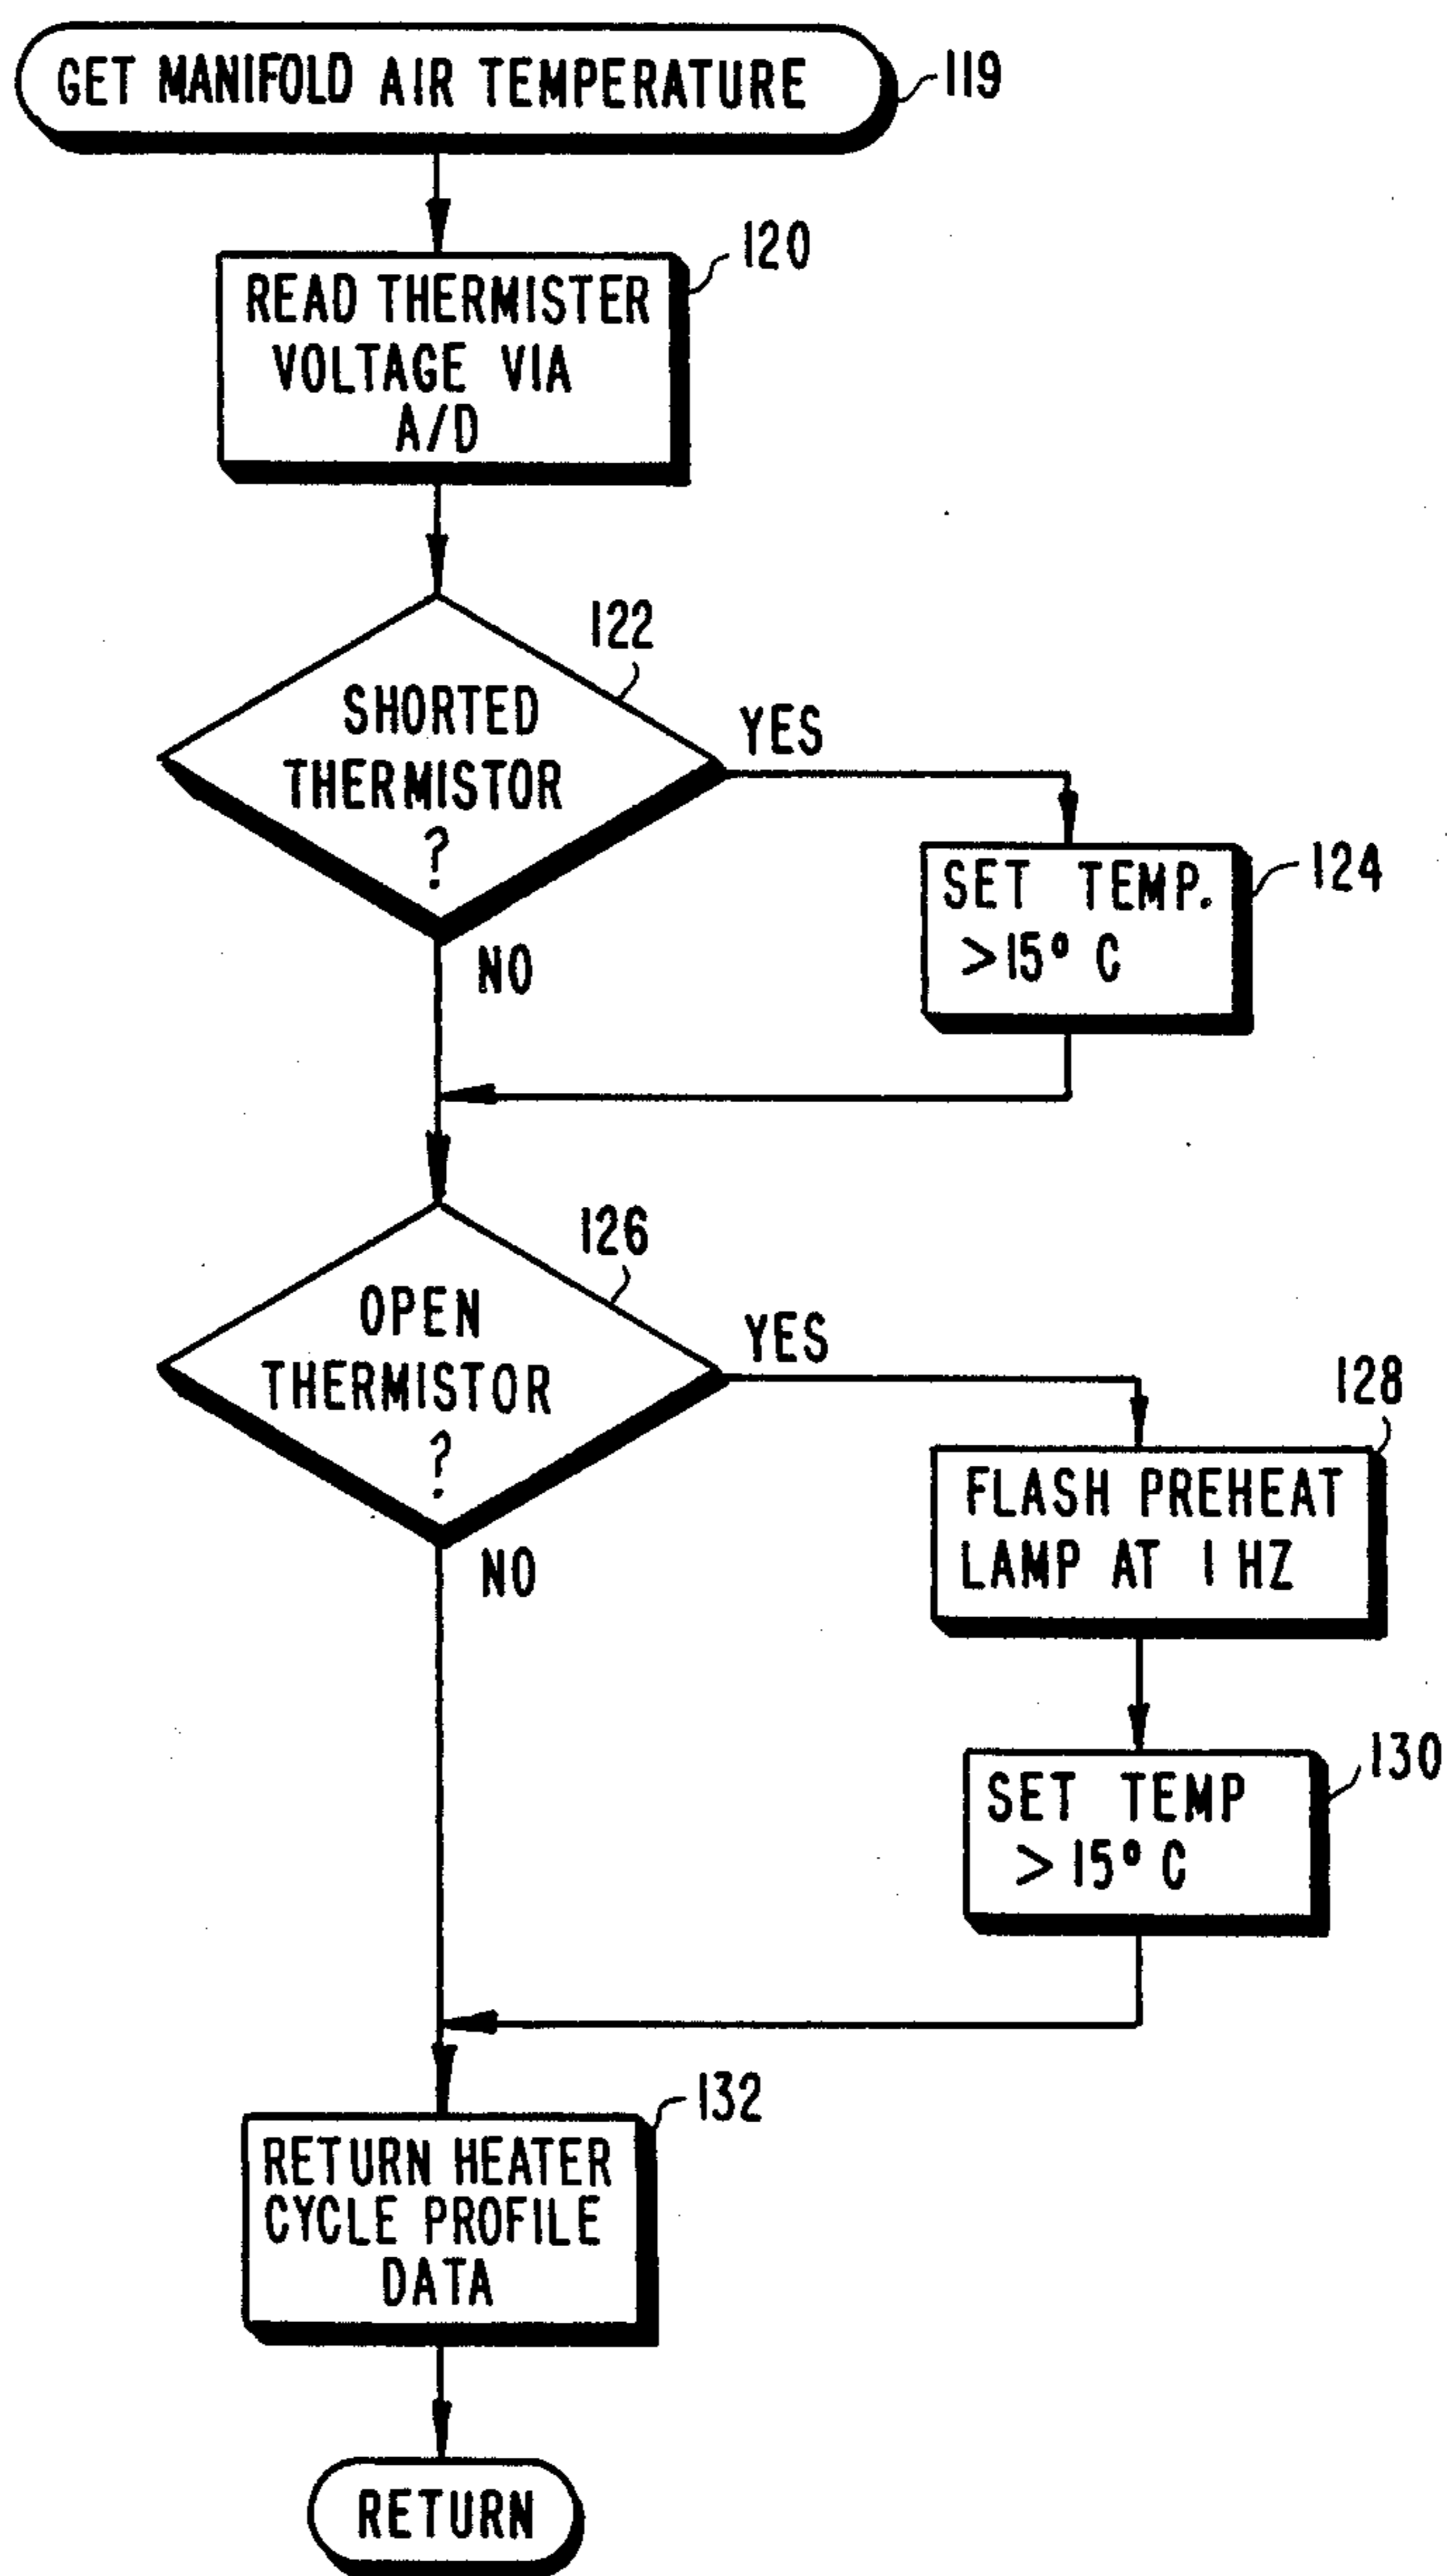 GET MANIFOLD AIR TEMPERATURE
119
READ THERMISTER
VOLTAGE VIA
A/D
120
SHORTED
THERMISTOR
?
122
YES
NO
SET TEMP.
>15° C
124
OPEN
THERMISTOR
?
126
YES
NO
FLASH PREHEAT
LAMP AT 1 HZ
128
SET TEMP
>15° C
130
RETURN HEATER
CYCLE PROFILE
DATA
132
RETURN